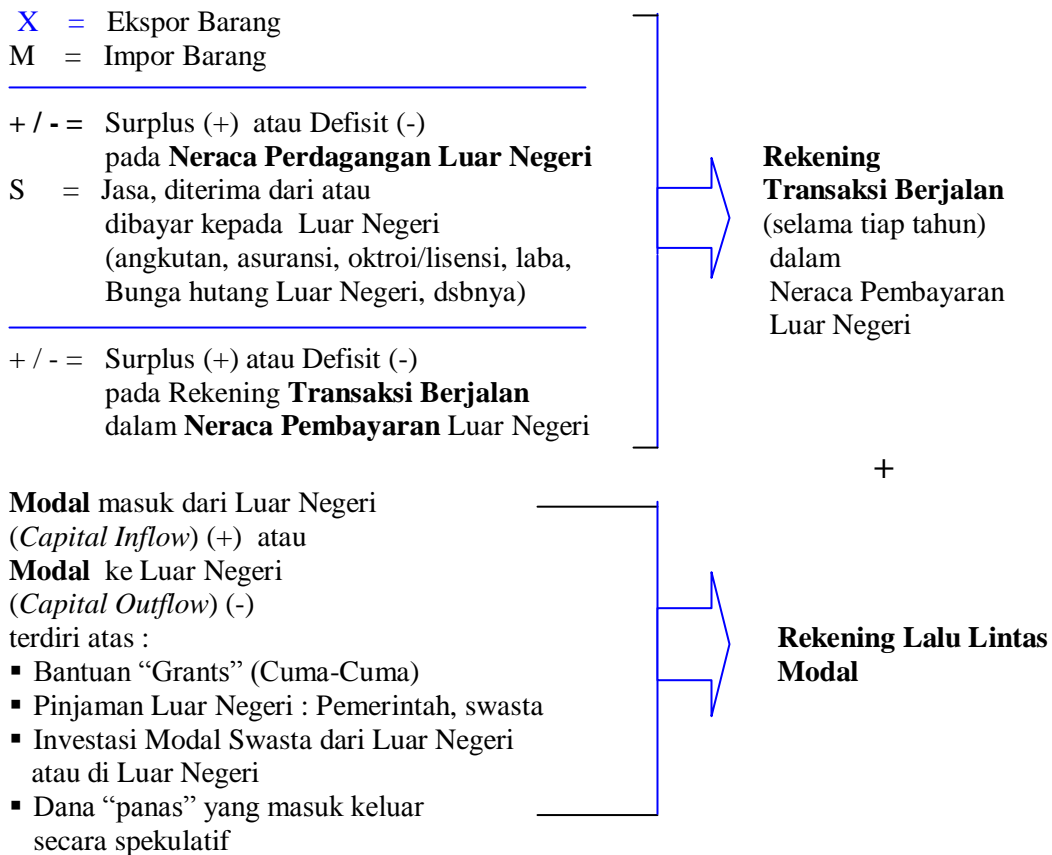 X = Ekspor Barang
M = Impor Barang
+ / - = Surplus (+) atau Defisit (-)
pada Neraca Perdagangan Luar Negeri
S = Jasa, diterima dari atau
dibayar kepada Luar Negeri
(angkutan, asuransi, oktroi/lisensi, laba,
Bunga hutang Luar Negeri, dsbnya)
+ / - = Surplus (+) atau Defisit (-)
pada Rekening Transaksi Berjalan
dalam Neraca Pembayaran Luar Negeri
Rekening
Transaksi Berjalan
(selama tiap tahun)
dalam
Neraca Pembayaran
Luar Negeri
+
Modal masuk dari Luar Negeri
(Capital Inflow) (+) atau
Modal ke Luar Negeri
(Capital Outflow) (-)
terdiri atas :
▪ Bantuan “Grants” (Cuma-Cuma)
▪ Pinjaman Luar Negeri : Pemerintah, swasta
▪ Investasi Modal Swasta dari Luar Negeri
atau di Luar Negeri
▪ Dana “panas” yang masuk keluar
secara spekulatif
Rekening Lalu Lintas
Modal